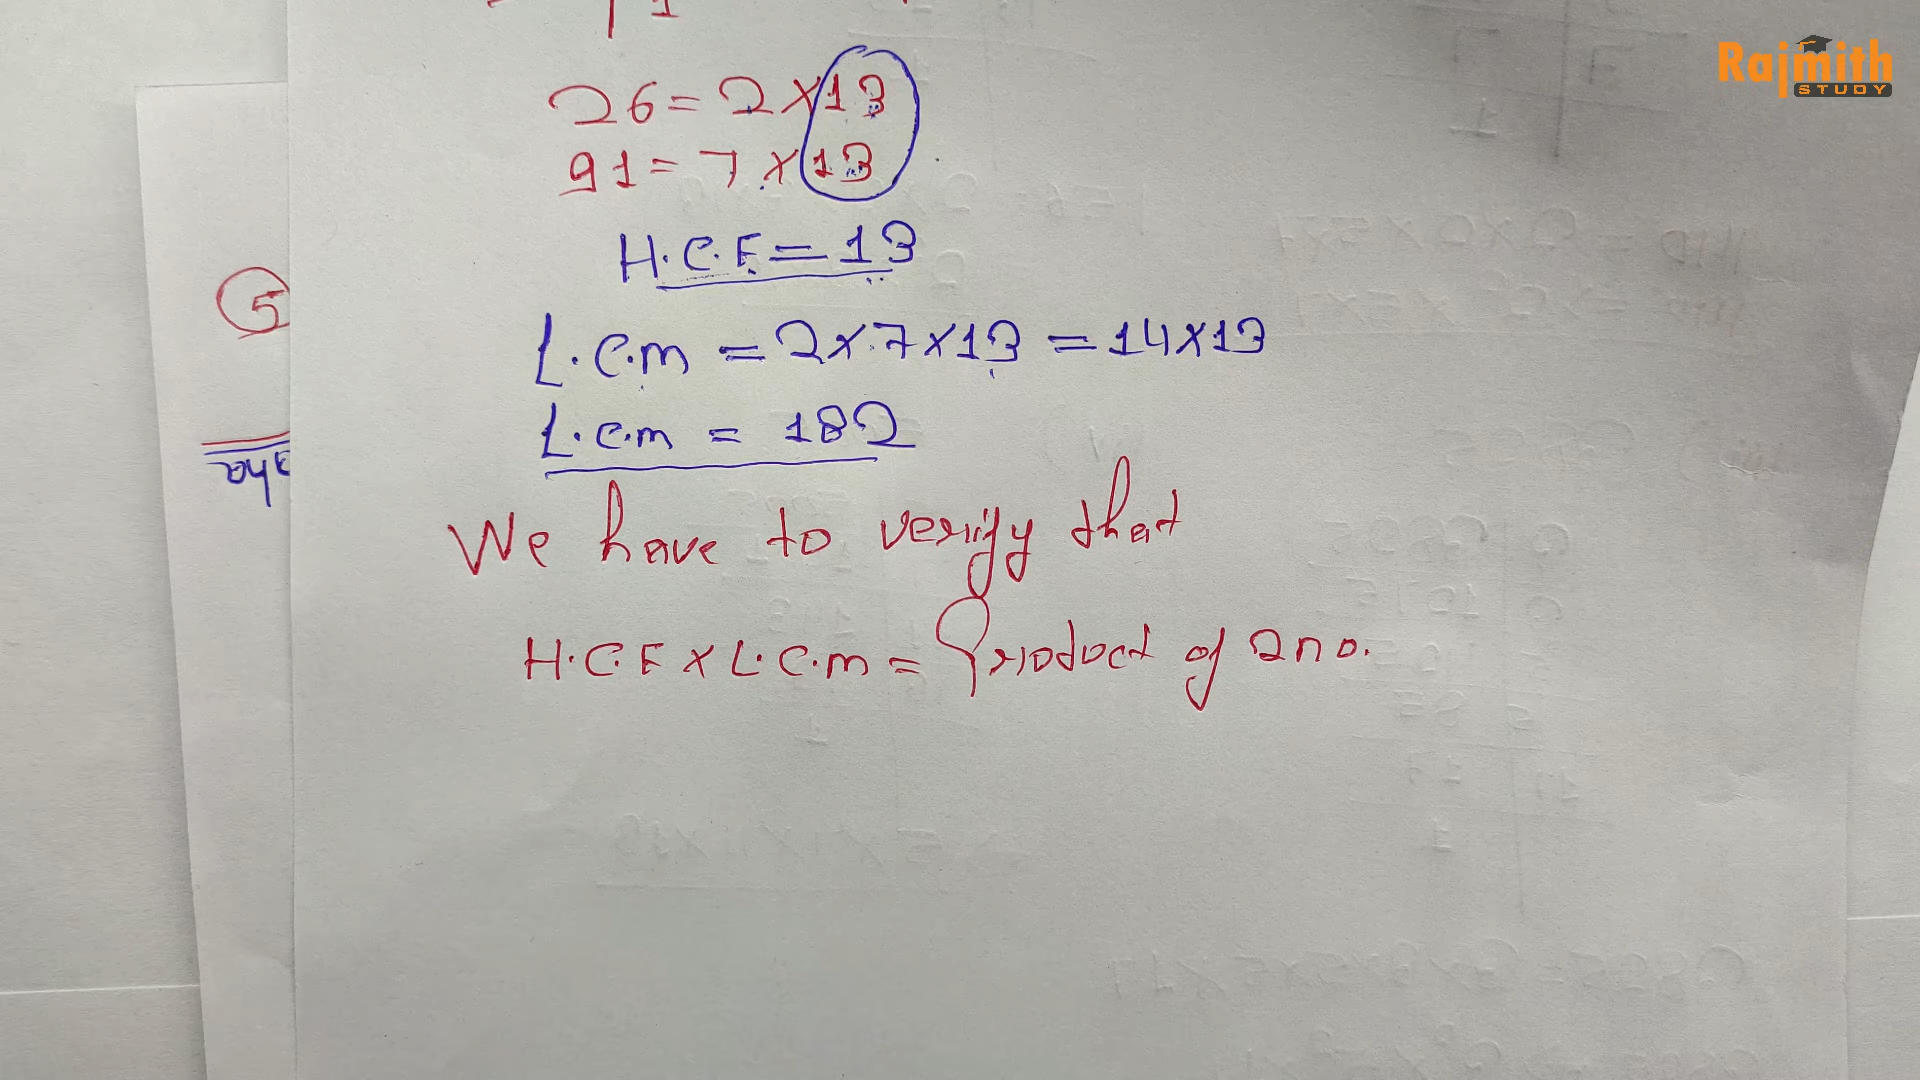 Rajmith
STUDY
26 = 2 × 13
91 = 7 × 13
H.C.F = 13
L.C.m = 2 × 7 × 13 = 14 × 13
L.C.m = 182
We have to verify that
H.C.F × L.C.m = Product of 2 no.
5